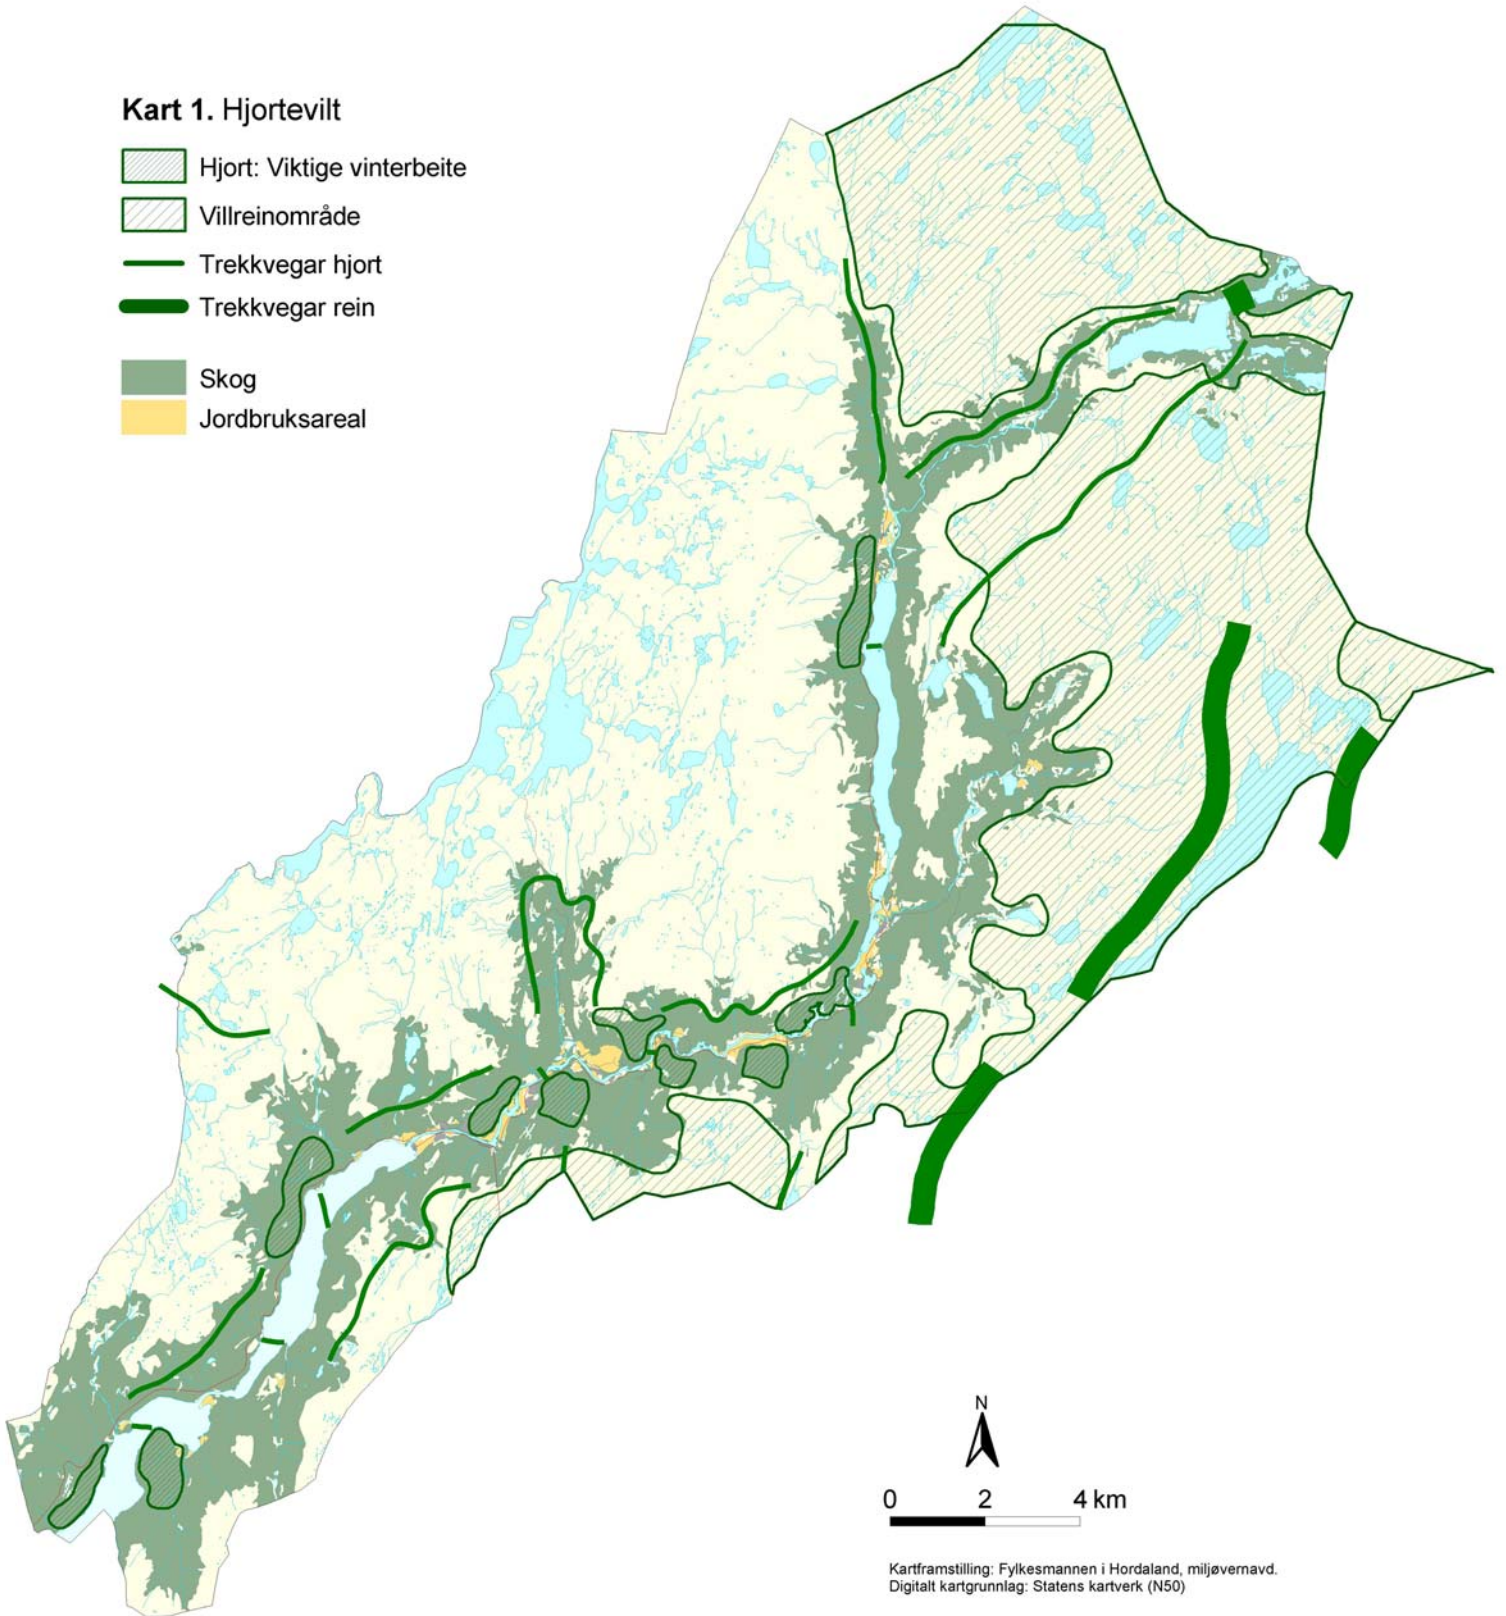 Kart 1. Hjortevilt
Hjort: Viktige vinterbeite
Villreinområde
Trekkvegar hjort
Trekkvegar rein
Skog
Jordbruksareal
N
0 2 4 km
Kartframstilling: Fylkesmannen i Hordaland, miljøvernavd.
Digitalt kartgrunnlag: Statens kartverk (N50)